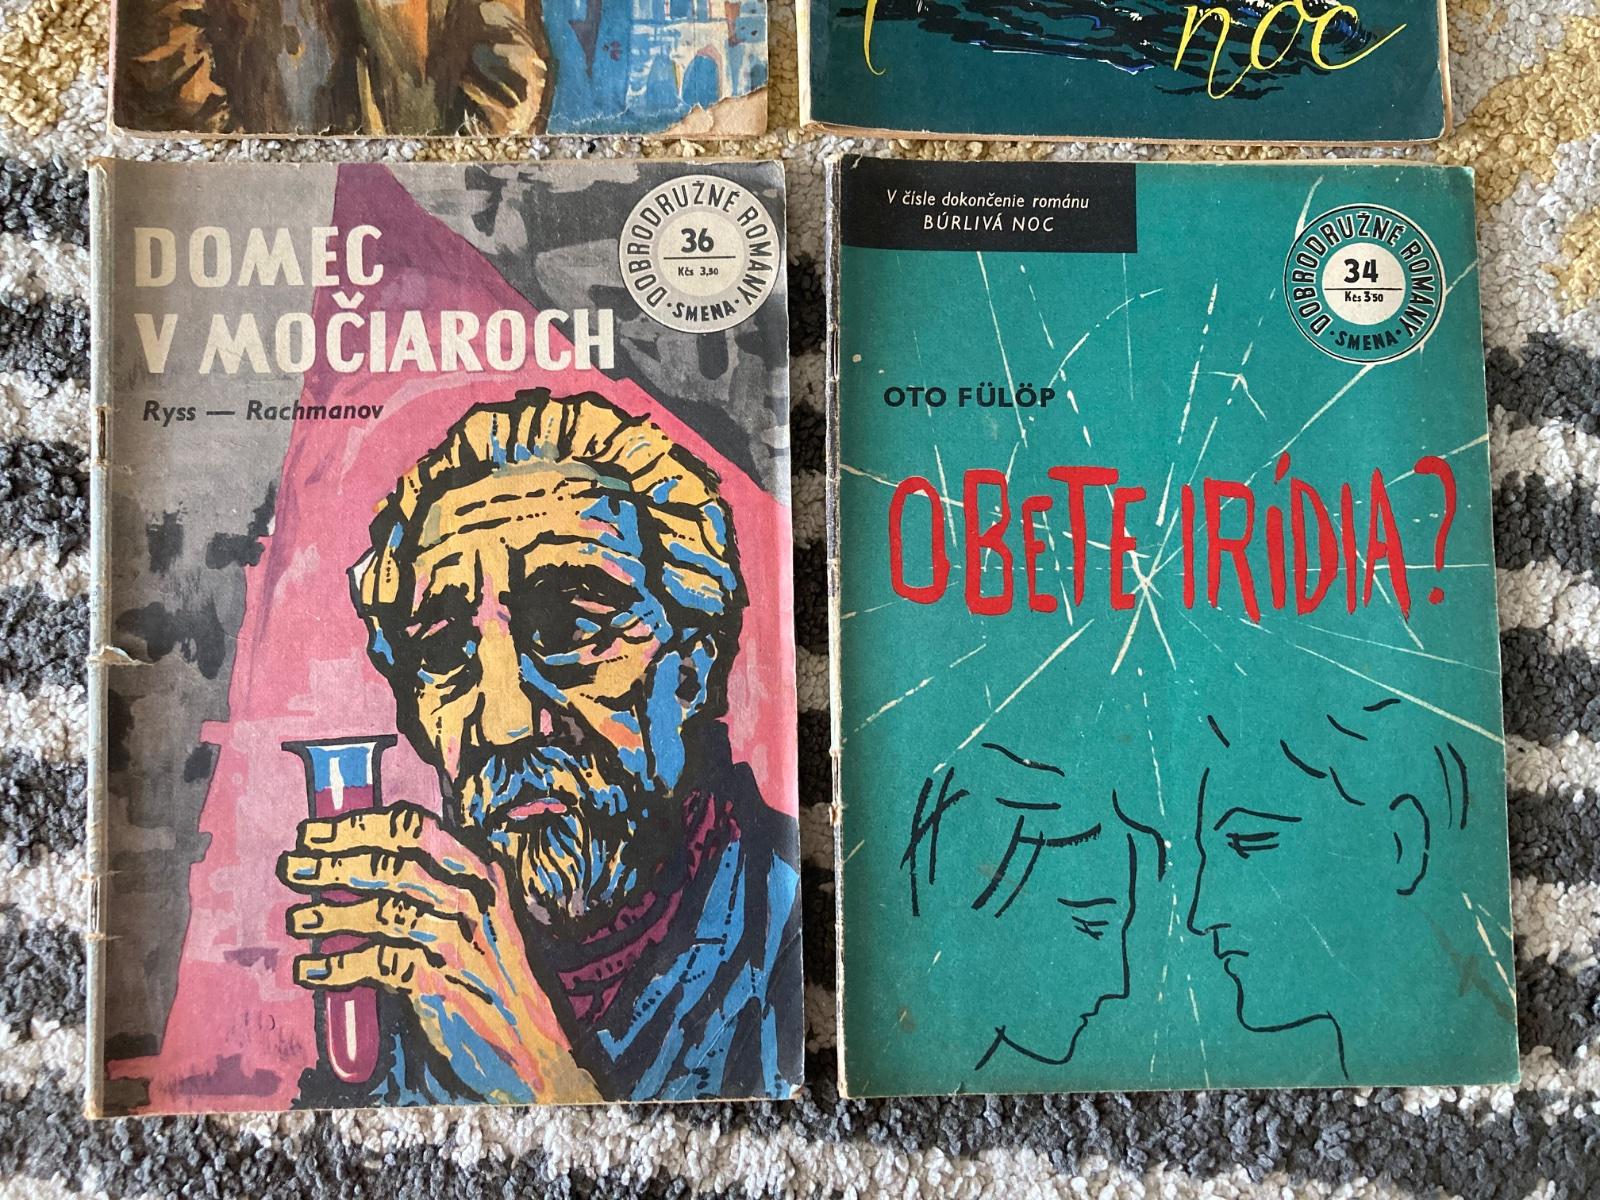 noc
DOMEC
V MOČIAROCH
Ryss — Rachmanov
DOBRODRUŽNÉ ROMÁNY
36
Kčs 3,50
· SMENA ·
V čísle dokončenie románu
BÚRLIVÁ NOC
DOBRODRUŽNÉ ROMÁNY
34
Kčs 3 50
· SMENA ·
OTO FÜLÖP
OBETE IRÍDIA?